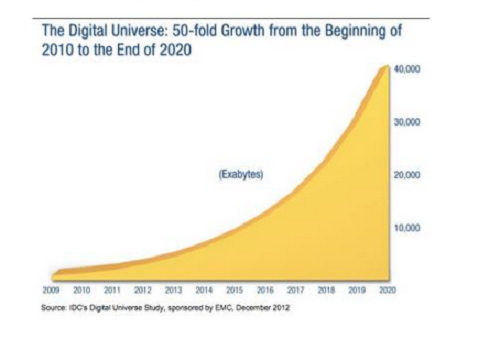 The Digital Universe: 50-fold Growth from the Beginning of
2010 to the End of 2020
40,000
30,000
(Exabytes)
20,000
10,000
2009 2010 2011 2012 2013 2014 2015 2016 2017 2018 2019 2020
Source: IDC's Digital Universe Study, sponsored by EMC, December 2012